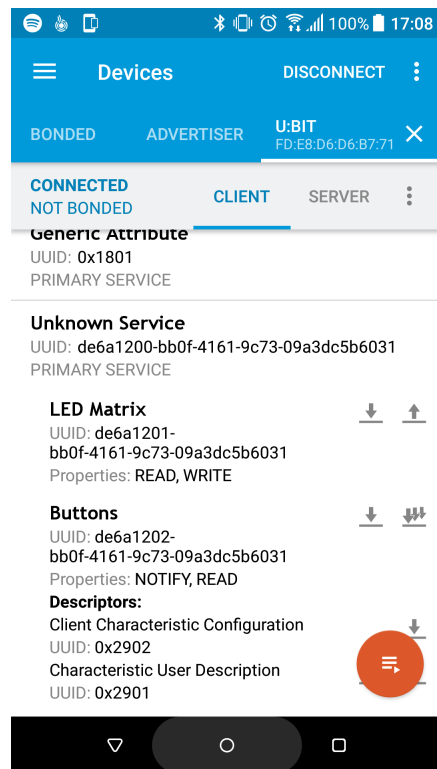 100% 17:08
Devices DISCONNECT
BONDED ADVERTISER U:BIT
FD:E8:D6:D6:B7:71
CONNECTED
NOT BONDED
CLIENT SERVER
Generic Attribute
UUID: 0x1801
PRIMARY SERVICE
Unknown Service
UUID: de6a1200-bb0f-4161-9c73-09a3dc5b6031
PRIMARY SERVICE
LED Matrix
UUID: de6a1201-
bb0f-4161-9c73-09a3dc5b6031
Properties: READ, WRITE
Buttons
UUID: de6a1202-
bb0f-4161-9c73-09a3dc5b6031
Properties: NOTIFY, READ
Descriptors:
Client Characteristic Configuration
UUID: 0x2902
Characteristic User Description
UUID: 0x2901